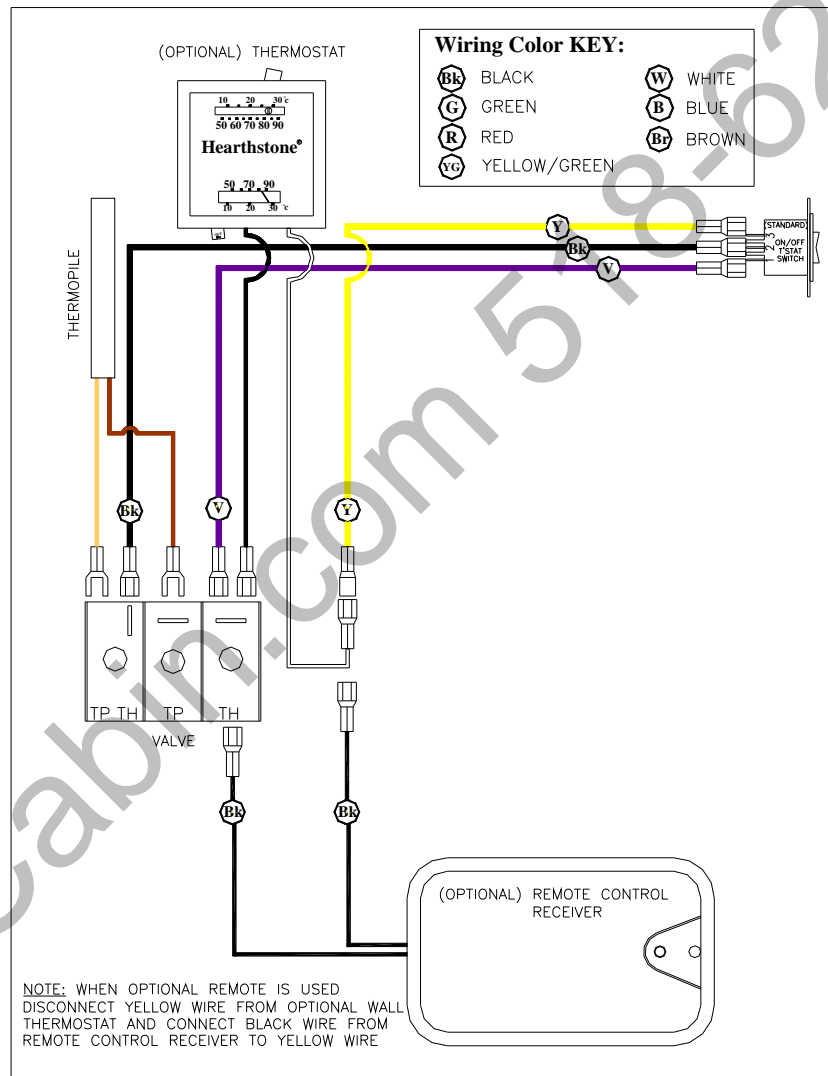 (OPTIONAL) THERMOSTAT
Wiring Color KEY:
Bk BLACK
W WHITE
G GREEN
B BLUE
R RED
Br BROWN
YG YELLOW/GREEN
10 20 30 °c
50 60 70 80 90
Hearthstone®
50 70 90
10 20 30 °c
THERMOPILE
Y
Bk
V
(STANDARD)
3
2
1
ON/OFF
T'STAT
SWITCH
Bk
V
Y
TP TH
TP
TH
VALVE
Bk
Bk
(OPTIONAL) REMOTE CONTROL
RECEIVER
NOTE: WHEN OPTIONAL REMOTE IS USED
DISCONNECT YELLOW WIRE FROM OPTIONAL WALL
THERMOSTAT AND CONNECT BLACK WIRE FROM
REMOTE CONTROL RECEIVER TO YELLOW WIRE
cabin.com 518-62